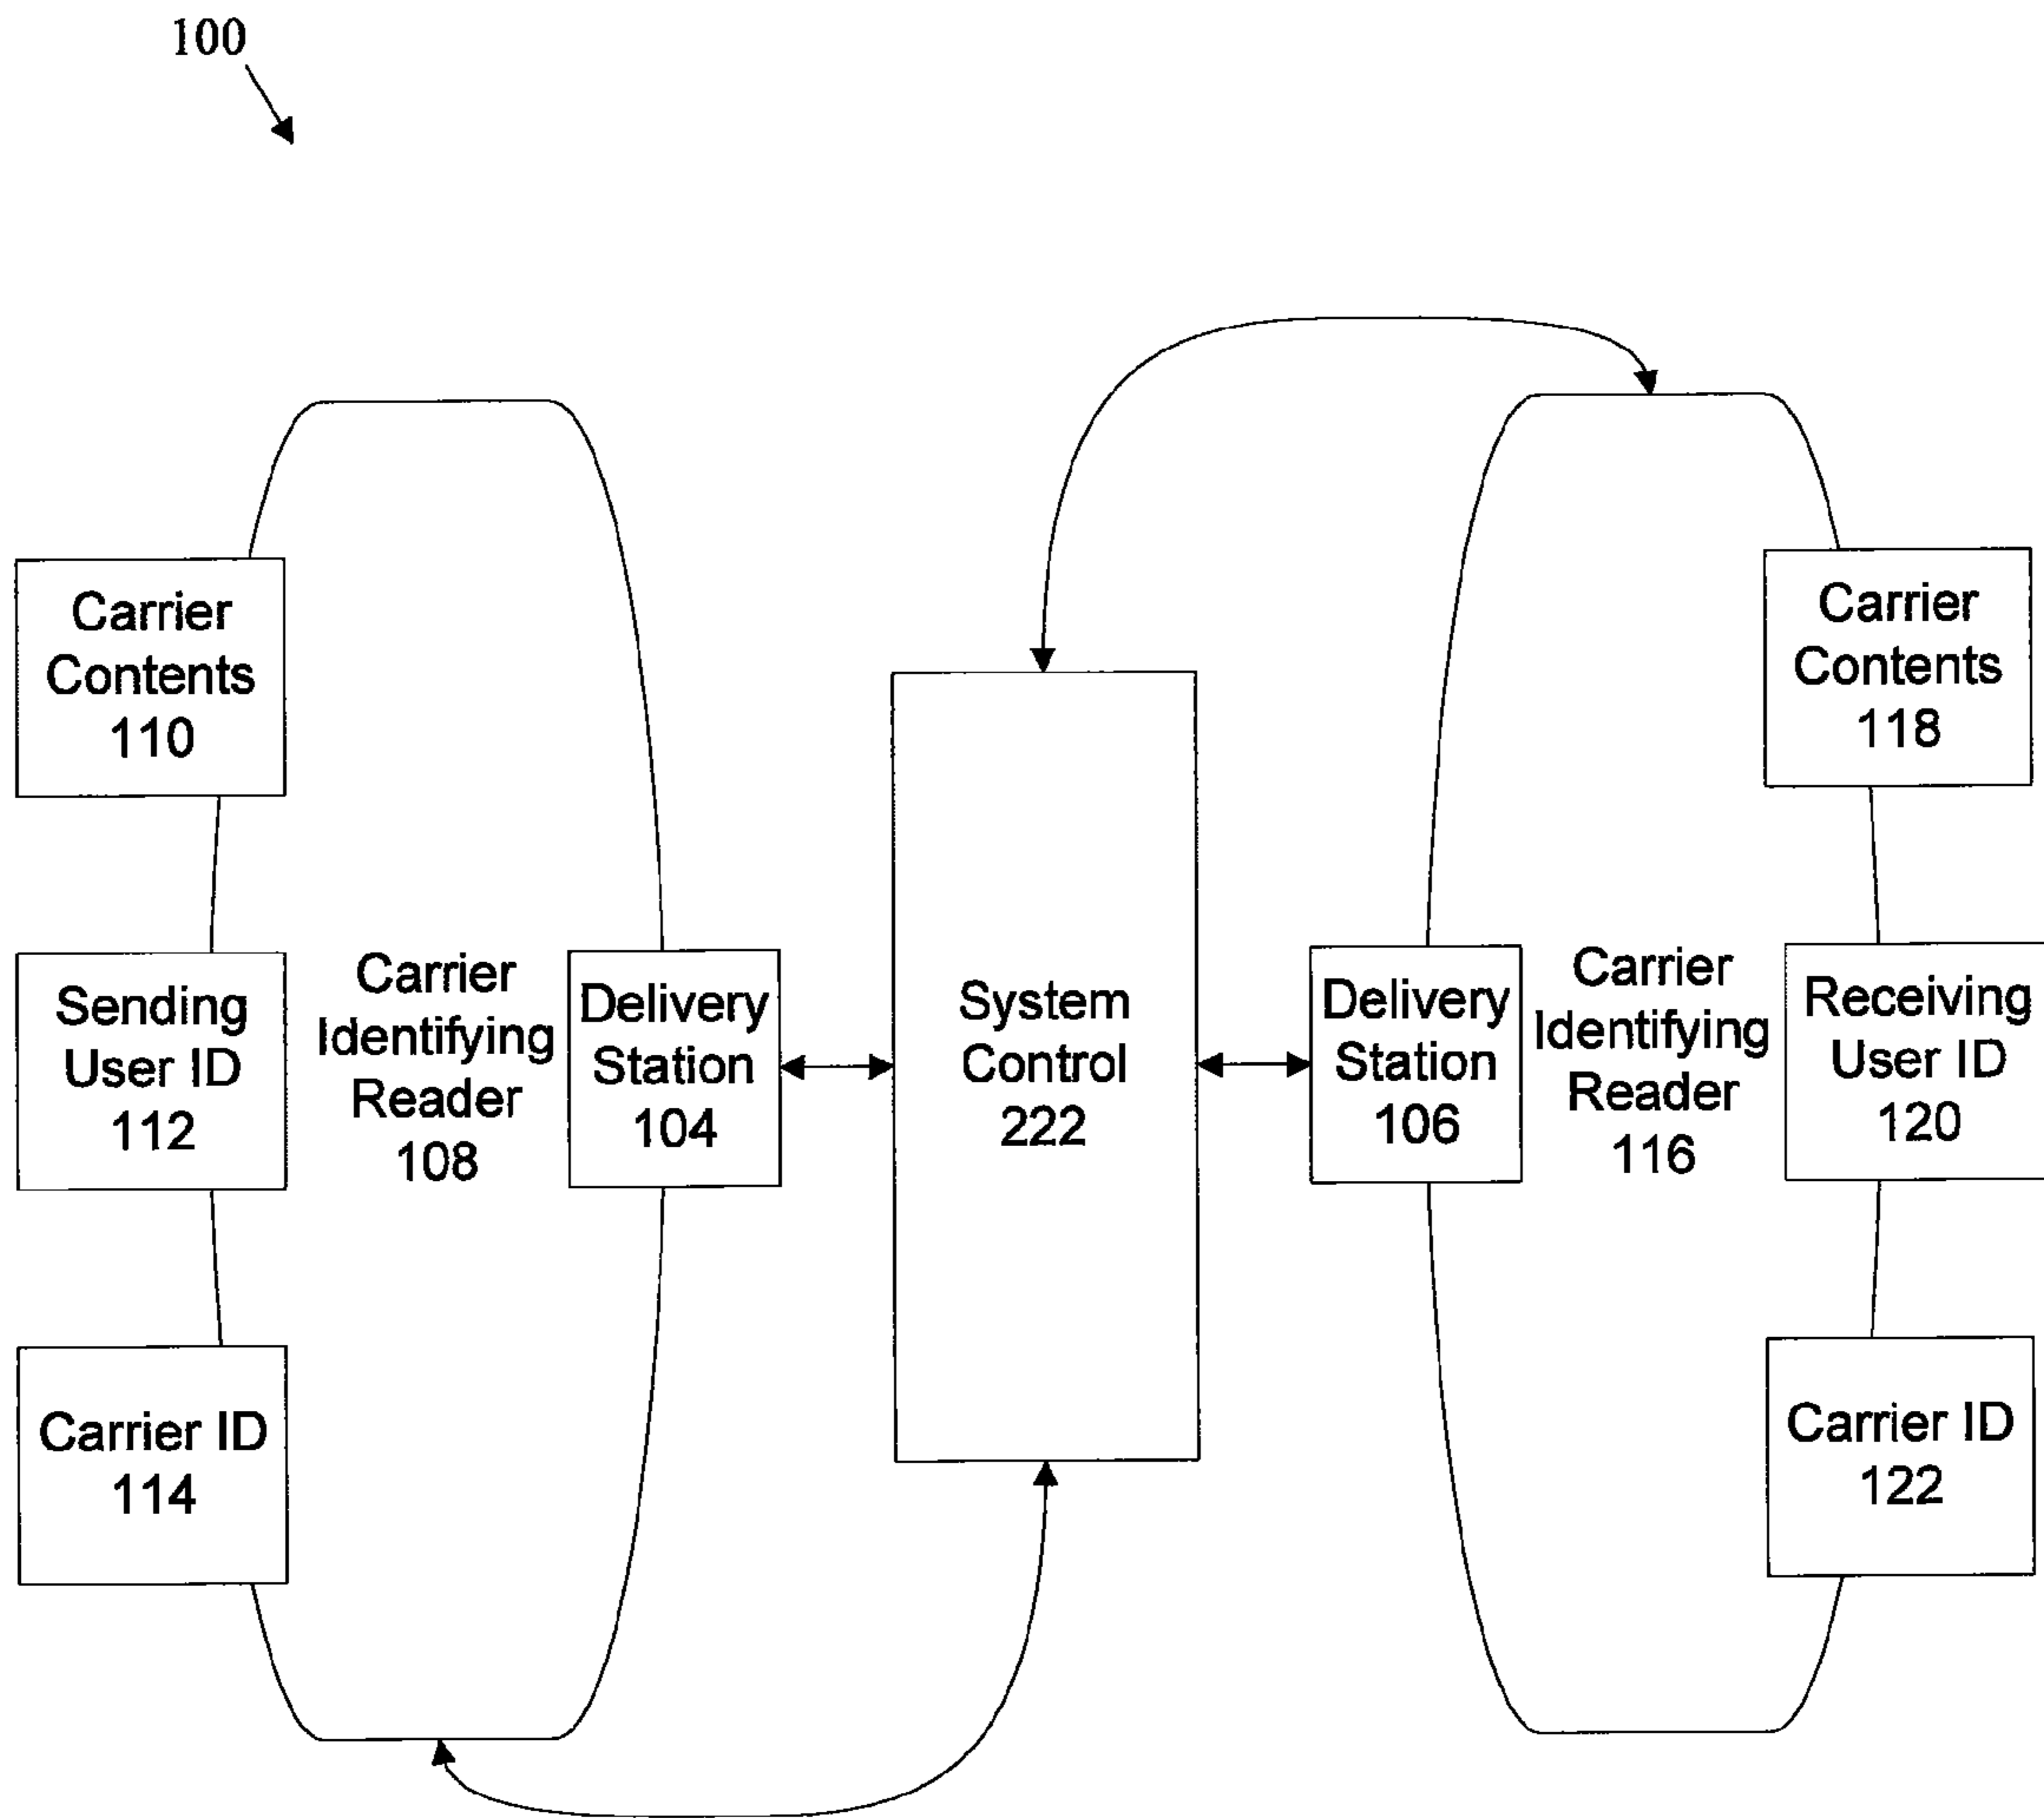 100
Carrier
Contents
110
Sending
User ID
112
Carrier ID
114
Carrier
Identifying
Reader
108
Delivery
Station
104
System
Control
222
Delivery
Station
106
Carrier
Identifying
Reader
116
Carrier
Contents
118
Receiving
User ID
120
Carrier ID
122